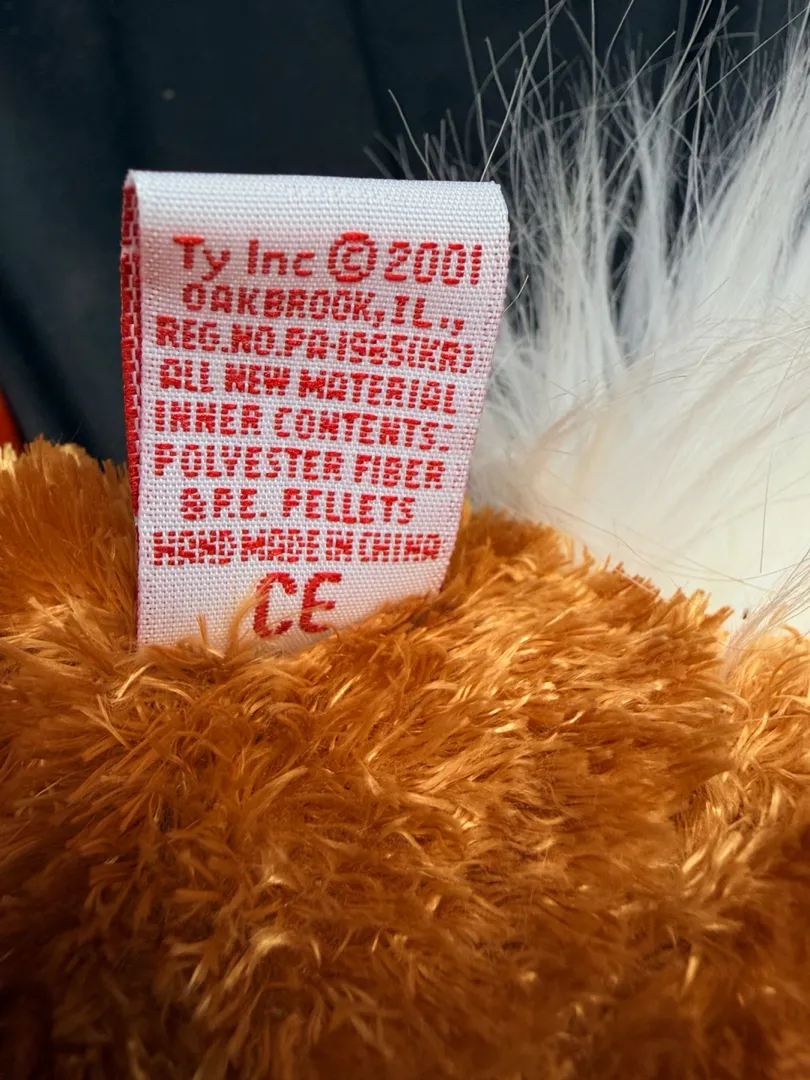 Ty Inc © 2001
OAKBROOK, IL.,
REG.NO.PA-1965(KR)
ALL NEW MATERIAL
INNER CONTENTS:
POLYESTER FIBER
& P.E. PELLETS
HAND MADE IN CHINA
CE